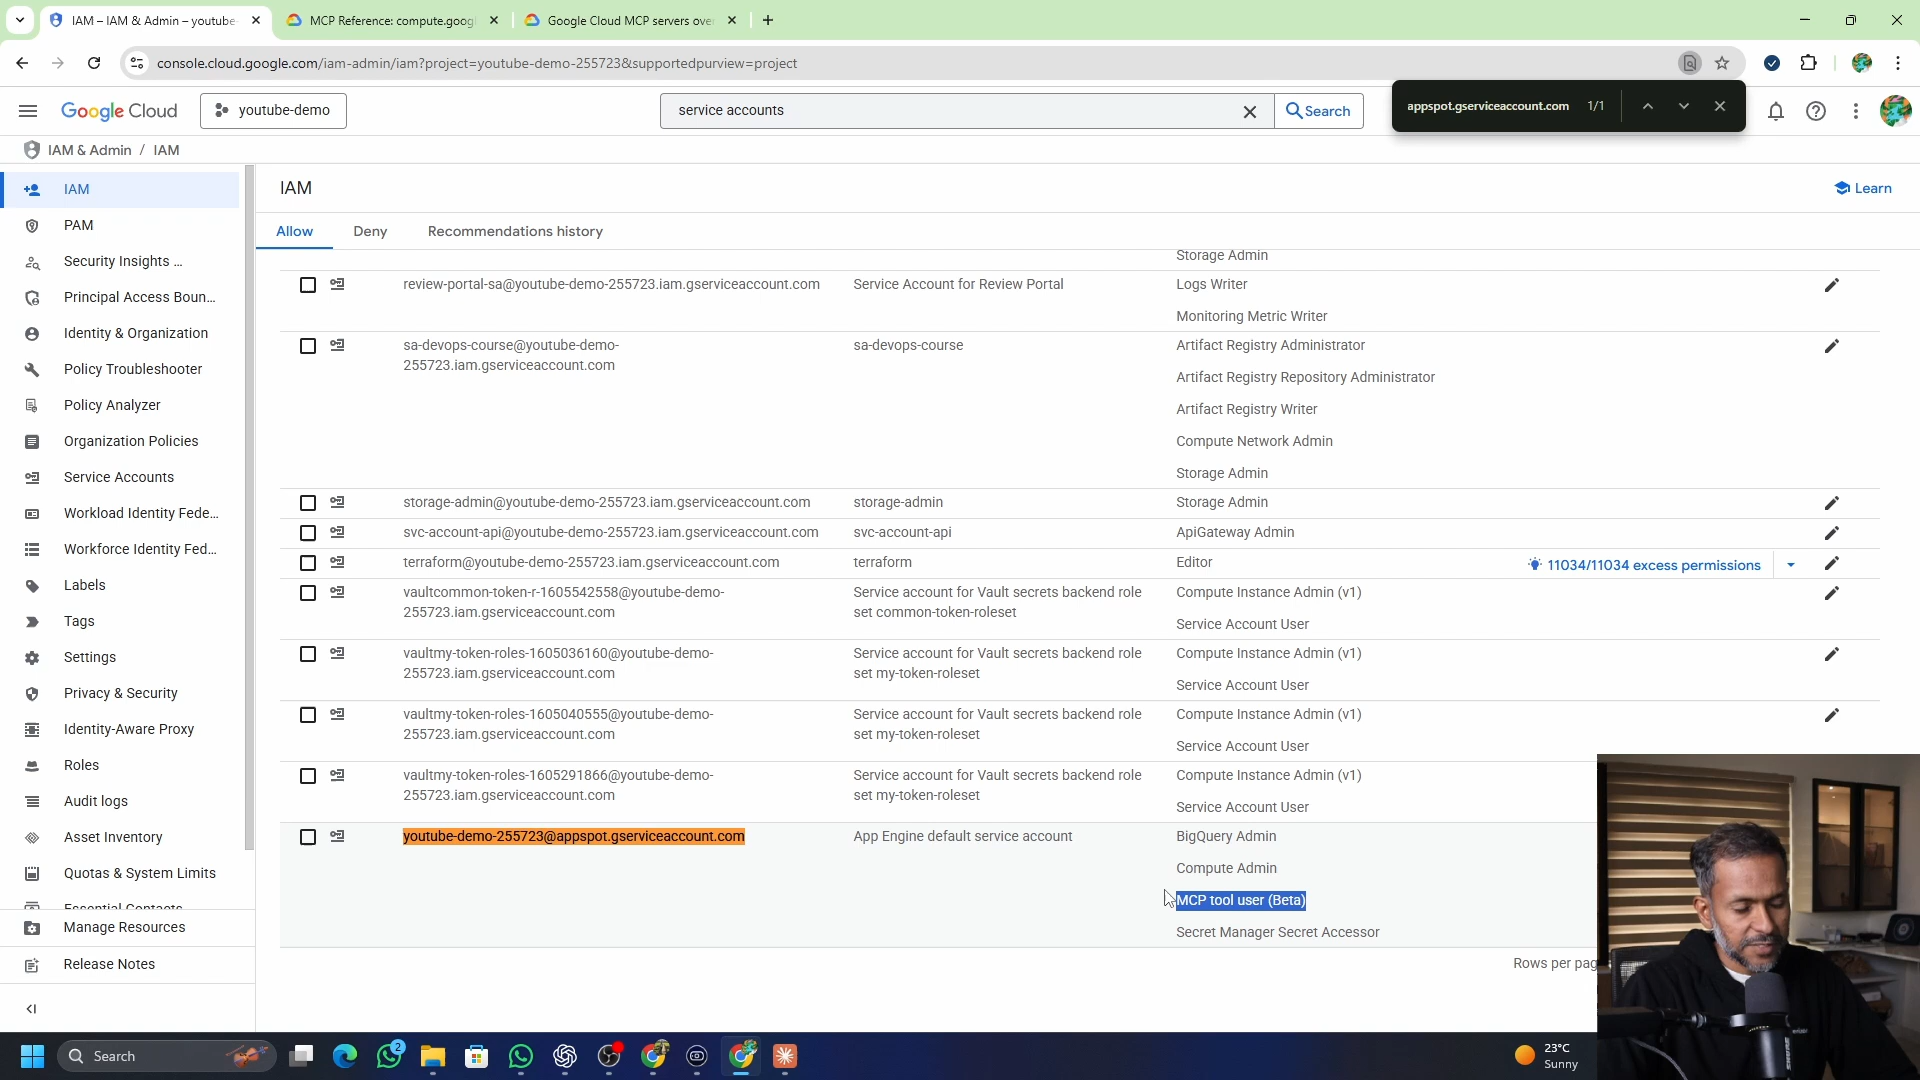 IAM – IAM & Admin – youtube-
MCP Reference: compute.goog
Google Cloud MCP servers ove
console.cloud.google.com/iam-admin/iam?project=youtube-demo-255723&supportedpurview=project
Google Cloud
youtube-demo
service accounts
Search
appspot.gserviceaccount.com 1/1
IAM & Admin / IAM
IAM
PAM
Security Insights ...
Principal Access Boun...
Identity & Organization
Policy Troubleshooter
Policy Analyzer
Organization Policies
Service Accounts
Workload Identity Fede...
Workforce Identity Fed...
Labels
Tags
Settings
Privacy & Security
Identity-Aware Proxy
Roles
Audit logs
Asset Inventory
Quotas & System Limits
Essential Contacts
Manage Resources
Release Notes
IAM
Learn
Allow
Deny
Recommendations history
Storage Admin
review-portal-sa@youtube-demo-255723.iam.gserviceaccount.com
Service Account for Review Portal
Logs Writer
Monitoring Metric Writer
sa-devops-course@youtube-demo-
255723.iam.gserviceaccount.com
sa-devops-course
Artifact Registry Administrator
Artifact Registry Repository Administrator
Artifact Registry Writer
Compute Network Admin
Storage Admin
storage-admin@youtube-demo-255723.iam.gserviceaccount.com
storage-admin
Storage Admin
svc-account-api@youtube-demo-255723.iam.gserviceaccount.com
svc-account-api
ApiGateway Admin
terraform@youtube-demo-255723.iam.gserviceaccount.com
terraform
Editor
11034/11034 excess permissions
vaultcommon-token-r-1605542558@youtube-demo-
255723.iam.gserviceaccount.com
Service account for Vault secrets backend role
set common-token-roleset
Compute Instance Admin (v1)
Service Account User
vaultmy-token-roles-1605036160@youtube-demo-
255723.iam.gserviceaccount.com
Service account for Vault secrets backend role
set my-token-roleset
Compute Instance Admin (v1)
Service Account User
vaultmy-token-roles-1605040555@youtube-demo-
255723.iam.gserviceaccount.com
Service account for Vault secrets backend role
set my-token-roleset
Compute Instance Admin (v1)
Service Account User
vaultmy-token-roles-1605291866@youtube-demo-
255723.iam.gserviceaccount.com
Service account for Vault secrets backend role
set my-token-roleset
Compute Instance Admin (v1)
Service Account User
youtube-demo-255723@appspot.gserviceaccount.com
App Engine default service account
BigQuery Admin
Compute Admin
MCP tool user (Beta)
Secret Manager Secret Accessor
Rows per pag
Search
2
23°C
Sunny